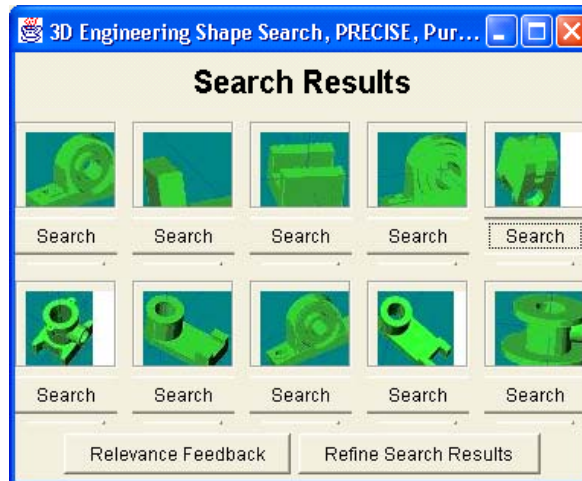 3D Engineering Shape Search, PRECISE, Pur...
Search Results
Search Search Search Search Search
Search Search Search Search Search
Relevance Feedback Refine Search Results